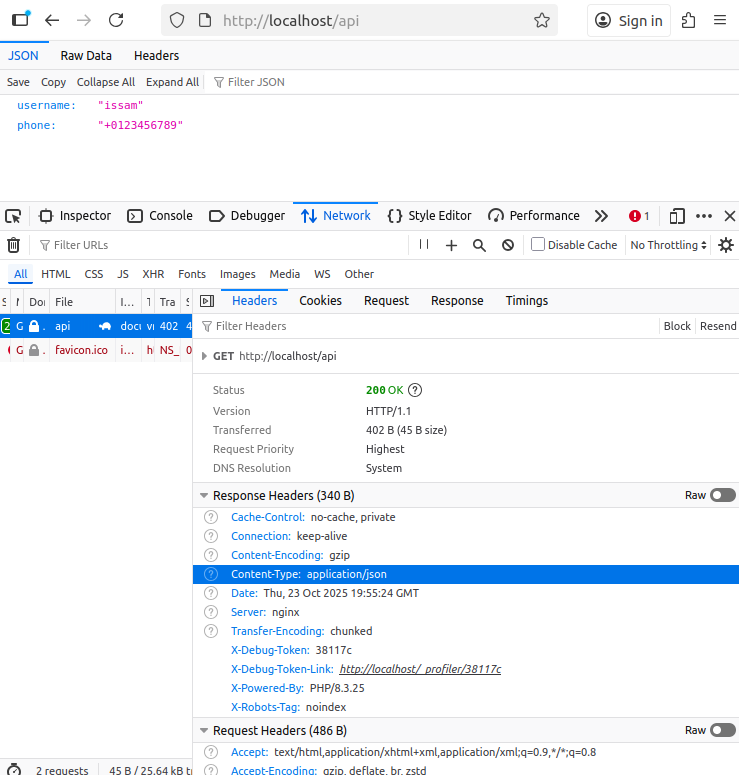 http://localhost/api
Sign in
JSON Raw Data Headers
Save Copy Collapse All Expand All Filter JSON
username: "issam"
phone: "+0123456789"
Inspector Console Debugger Network Style Editor Performance 1
Filter URLs Disable Cache No Throttling
All HTML CSS JS XHR Fonts Images Media WS Other
File I… Tra
Headers Cookies Request Response Timings
G api docu 402
G favicon.ico i… NS_
Filter Headers Block Resend
GET http://localhost/api
Status 200 OK
Version HTTP/1.1
Transferred 402 B (45 B size)
Request Priority Highest
DNS Resolution System
Response Headers (340 B) Raw
Cache-Control: no-cache, private
Connection: keep-alive
Content-Encoding: gzip
Content-Type: application/json
Date: Thu, 23 Oct 2025 19:55:24 GMT
Server: nginx
Transfer-Encoding: chunked
X-Debug-Token: 38117c
X-Debug-Token-Link: http://localhost/_profiler/38117c
X-Powered-By: PHP/8.3.25
X-Robots-Tag: noindex
Request Headers (486 B) Raw
Accept: text/html,application/xhtml+xml,application/xml;q=0.9,*/*;q=0.8
Accept-Encoding: gzip, deflate, br, zstd
2 requests 45 B / 25.64 kB